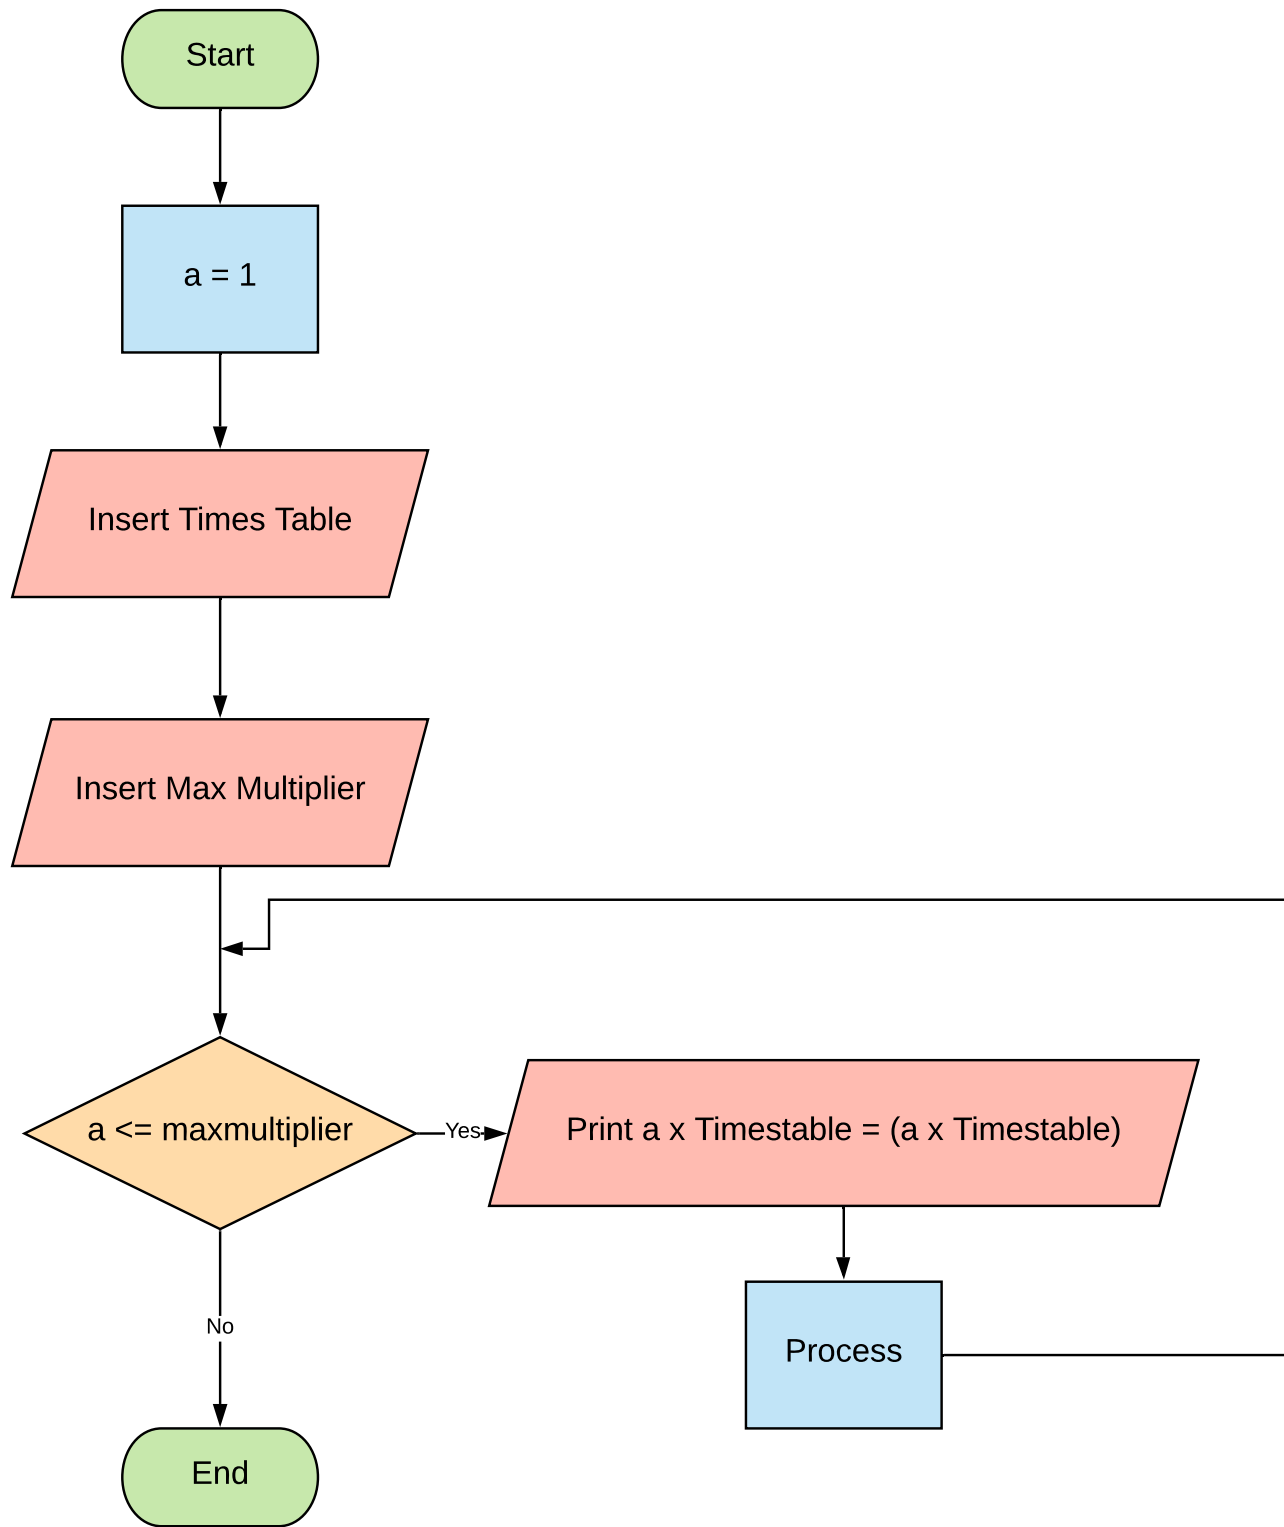 Start
a = 1
Insert Times Table
Insert Max Multiplier
a <= maxmultiplier
Yes
Print a x Timestable = (a x Timestable)
Process
No
End